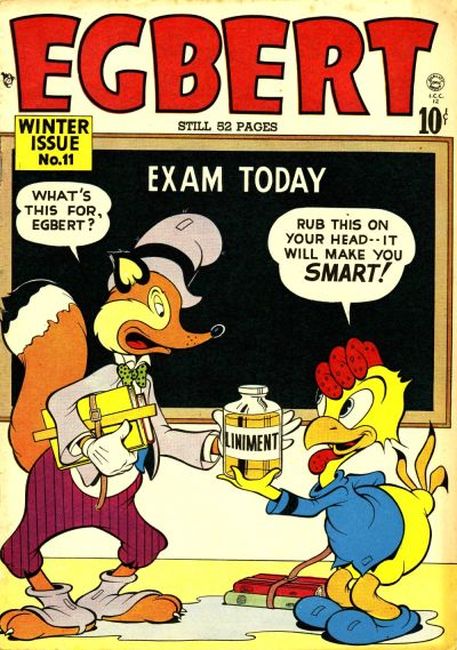 EGBERT
WINTER
ISSUE
No.11
STILL 52 PAGES
I.C.C.
12
10¢
EXAM TODAY
WHAT'S
THIS FOR,
EGBERT?
RUB THIS ON
YOUR HEAD--IT
WILL MAKE YOU
SMART!
LINIMENT